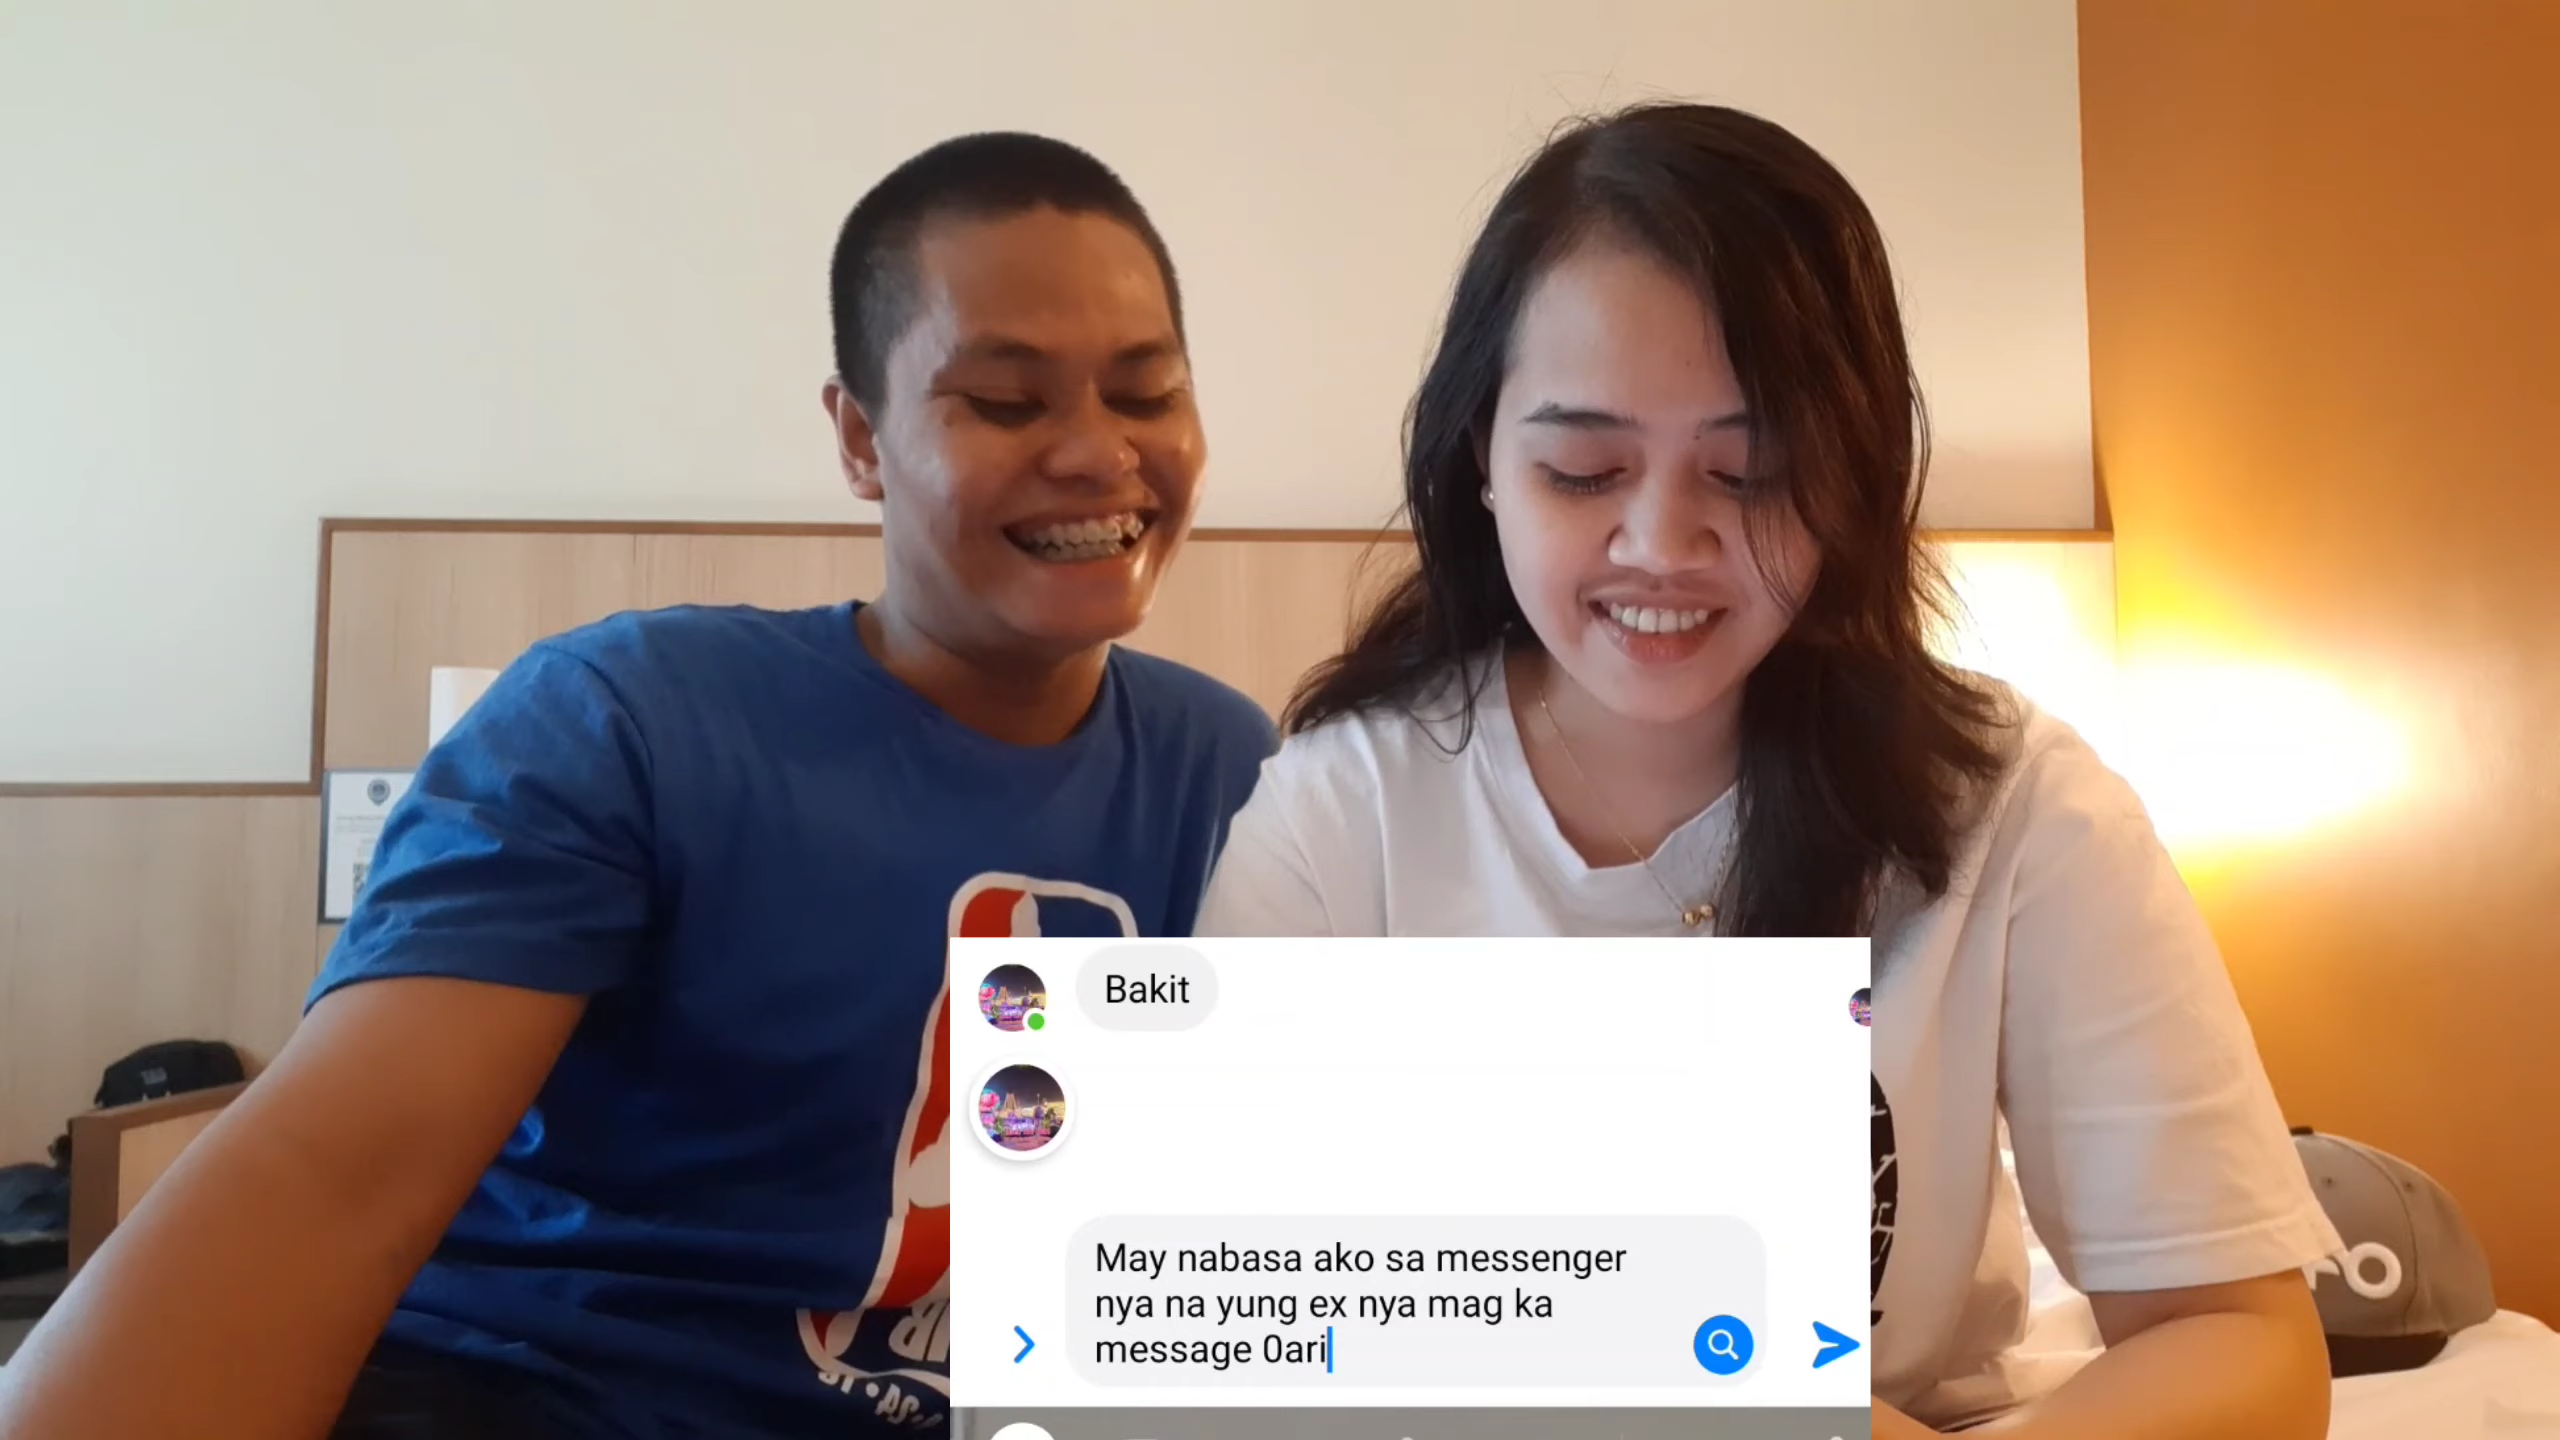 Bakit
May nabasa ako sa messenger
nya na yung ex nya mag ka
message 0ari